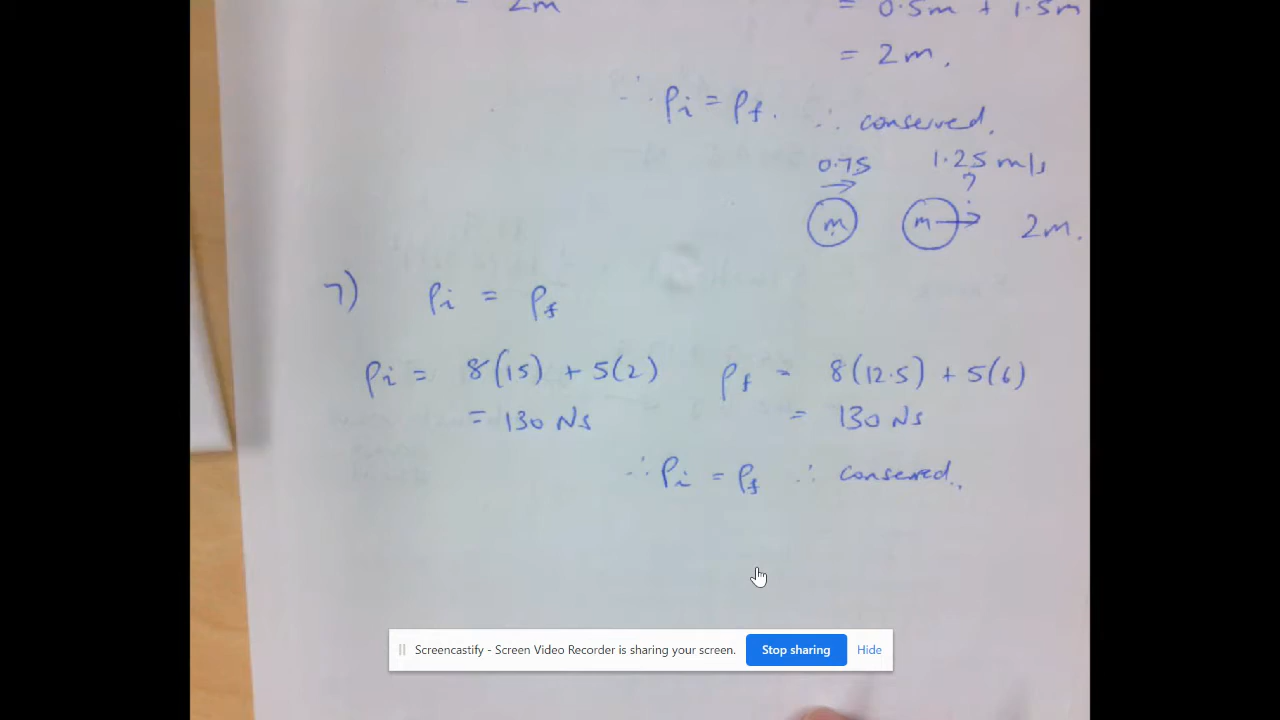 = 2m
= 0.5m + 1.5m
= 2m.
∴ Pi = Pf. ∴ conserved.
0.75 1.25 m/s
?
m m 2m.
7) Pi = Pf
Pi = 8(15) + 5(2) Pf = 8(12.5) + 5(6)
= 130 Ns = 130 Ns
∴ Pi = Pf ∴ conserved.
Screencastify - Screen Video Recorder is sharing your screen. Stop sharing Hide